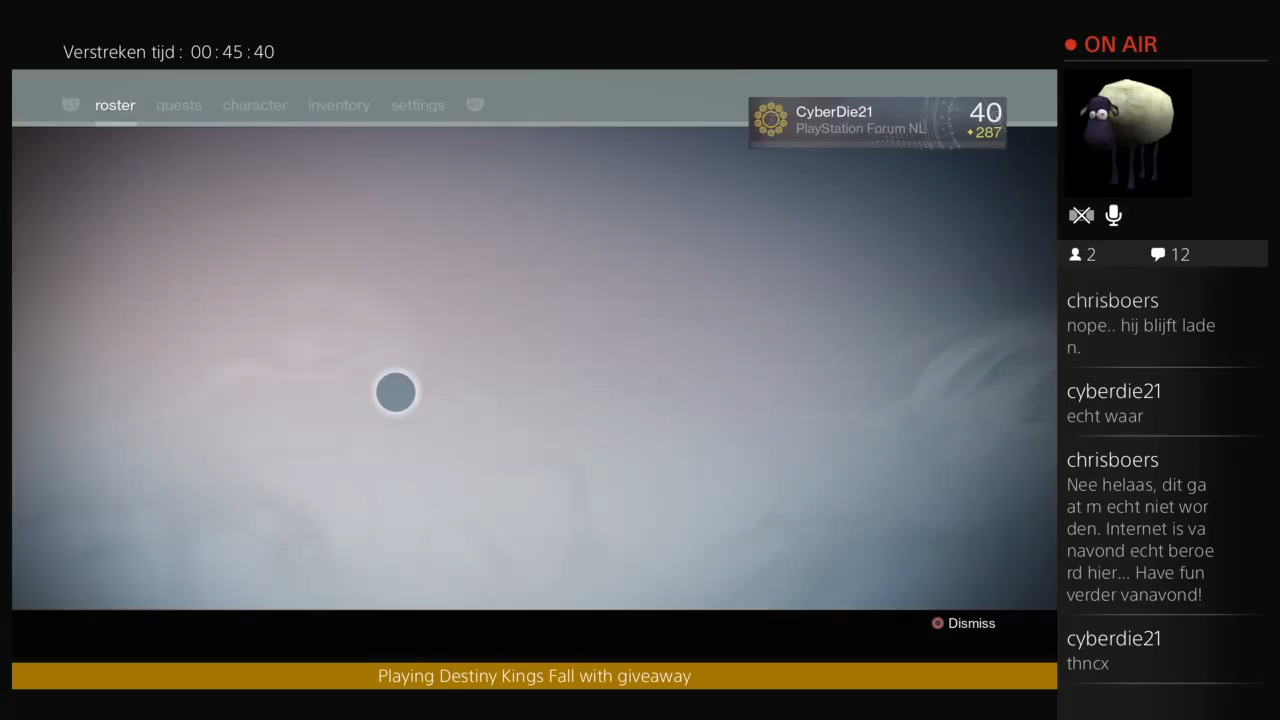 Verstreken tijd: 00:45:40
ON AIR
roster quests character inventory settings
CyberDie21
PlayStation Forum NL
40
287
2
12
chrisboers
nope.. hij blijft lade
n.
cyberdie21
echt waar
chrisboers
Nee helaas, dit ga
at m echt niet wor
den. Internet is va
navond echt beroe
rd hier... Have fun
verder vanavond!
cyberdie21
thncx
Dismiss
Playing Destiny Kings Fall with giveaway